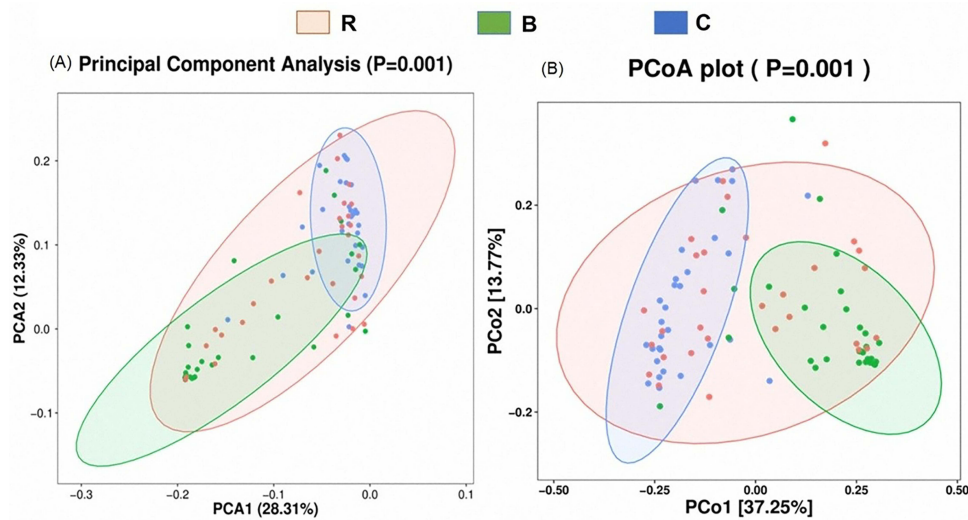 R B C
(A) Principal Component Analysis (P=0.001)
(B) PCoA plot ( P=0.001 )
PCA2 (12.33%)
0.2
0.1
0.0
−0.1
−0.3 −0.2 −0.1 0.0 0.1
PCA1 (28.31%)
PCo2 [13.77%]
0.2
0.0
−0.2
−0.50 −0.25 0.00 0.25 0.50
PCo1 [37.25%]